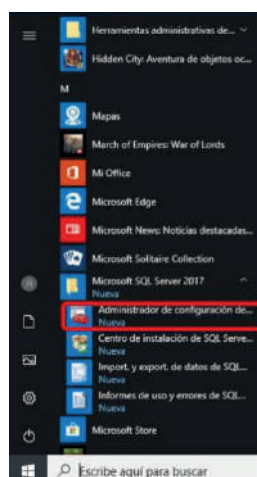 Herramientas administrativas de...
Hidden City: Aventura de objetos oc...
M
Mapas
March of Empires: War of Lords
Mi Office
Microsoft Edge
Microsoft News: Noticias destacadas...
Microsoft Solitaire Collection
Microsoft SQL Server 2017
Nueva
Administrador de configuración de...
Nueva
Centro de instalación de SQL Serve...
Nueva
Import. y export. de datos de SQL...
Nueva
Informes de uso y errores de SQL...
Nueva
Microsoft Store
Escribe aquí para buscar